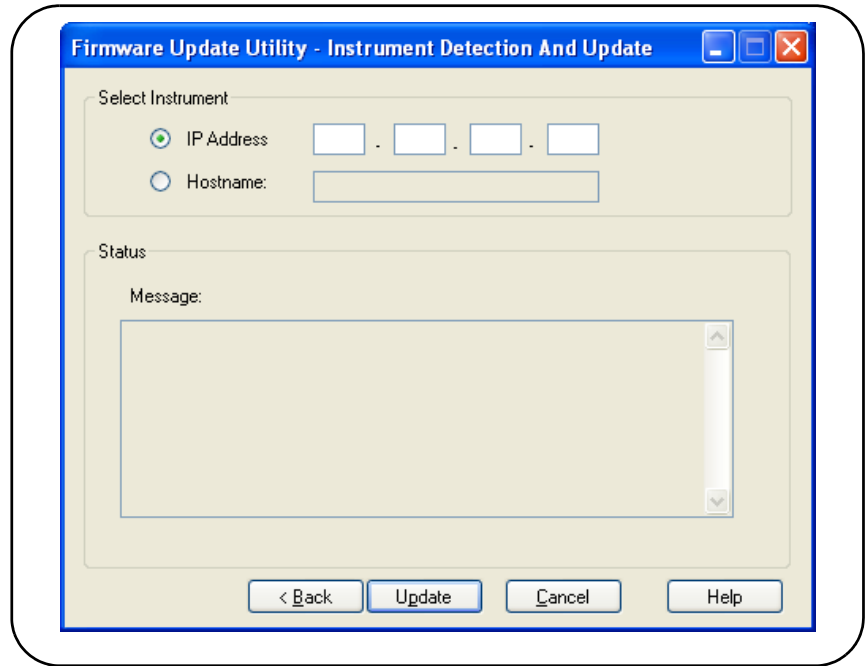 Firmware Update Utility - Instrument Detection And Update
Select Instrument
IP Address . . .
Hostname:
Status
Message:
< Back Update Cancel Help